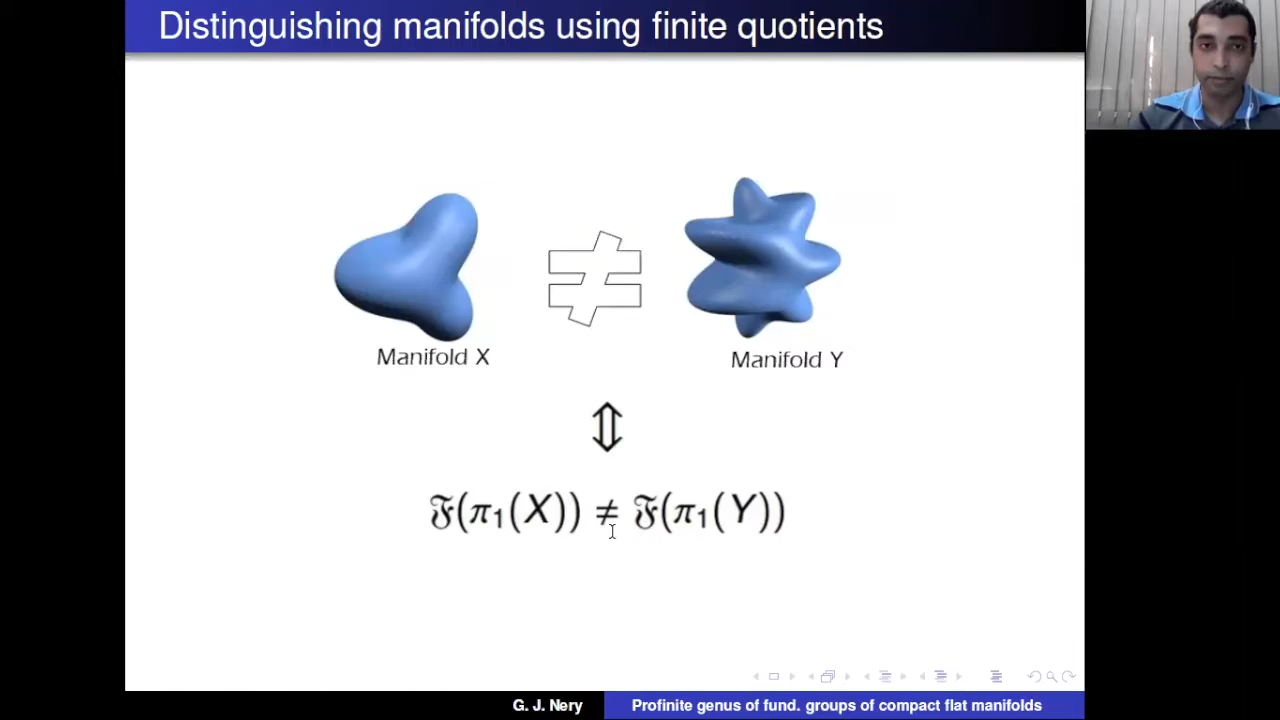 Distinguishing manifolds using finite quotients
≠
Manifold X
Manifold Y
⇕
𝔉(π₁(X)) ≠ 𝔉(π₁(Y))
G. J. Nery
Profinite genus of fund. groups of compact flat manifolds